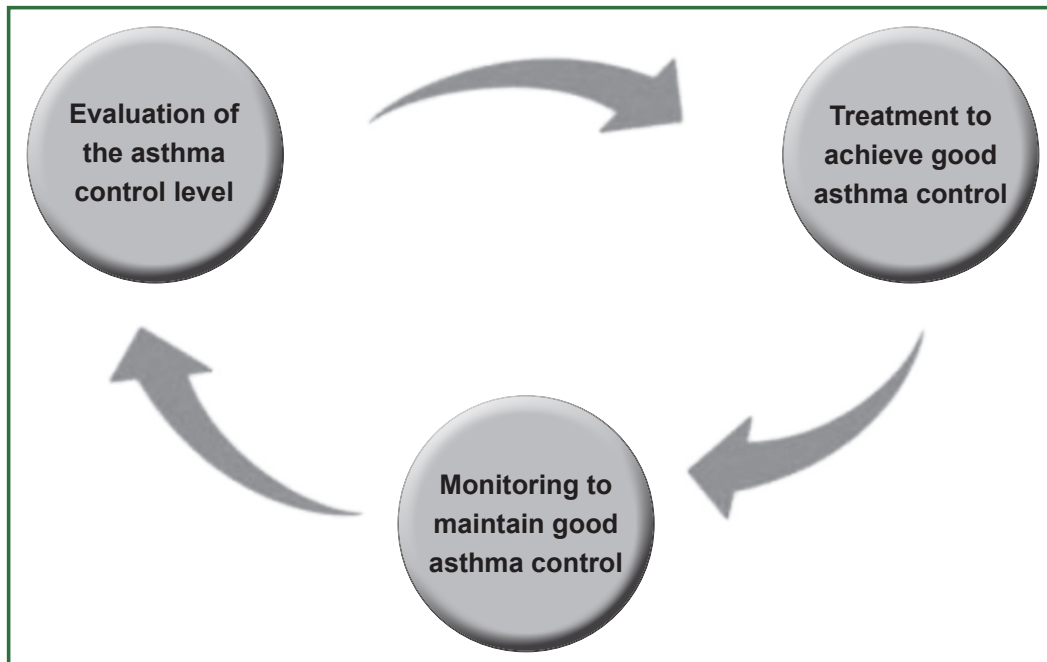 Evaluation of
the asthma
control level
Treatment to
achieve good
asthma control
Monitoring to
maintain good
asthma control